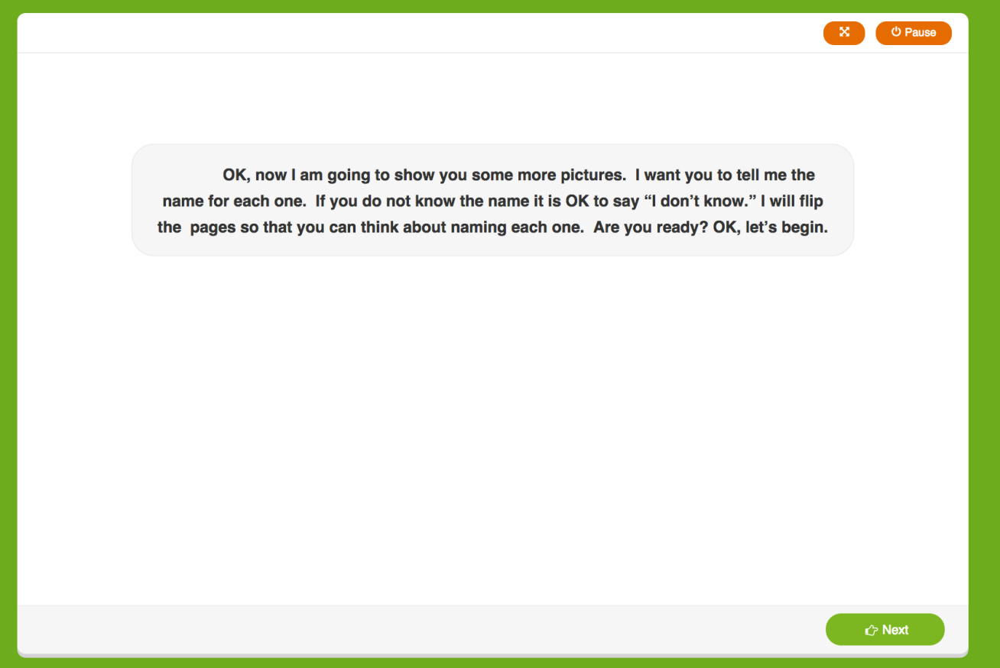 Pause
OK, now I am going to show you some more pictures.  I want you to tell me the
name for each one.  If you do not know the name it is OK to say “I don’t know.” I will flip
the  pages so that you can think about naming each one.  Are you ready? OK, let’s begin.
Next